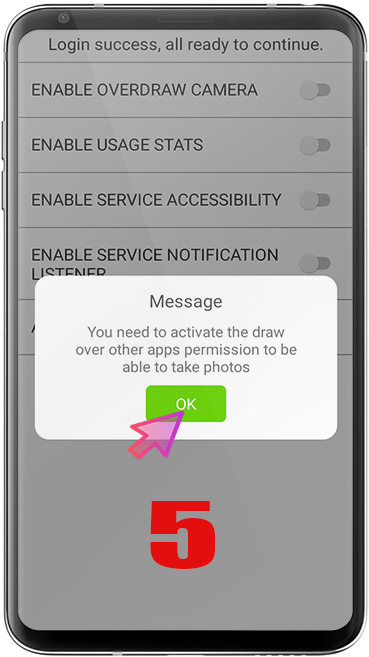 Login success, all ready to continue.
ENABLE OVERDRAW CAMERA
ENABLE USAGE STATS
ENABLE SERVICE ACCESSIBILITY
ENABLE SERVICE NOTIFICATION
LISTENER
Message
You need to activate the draw
over other apps permission to be
able to take photos
OK
5